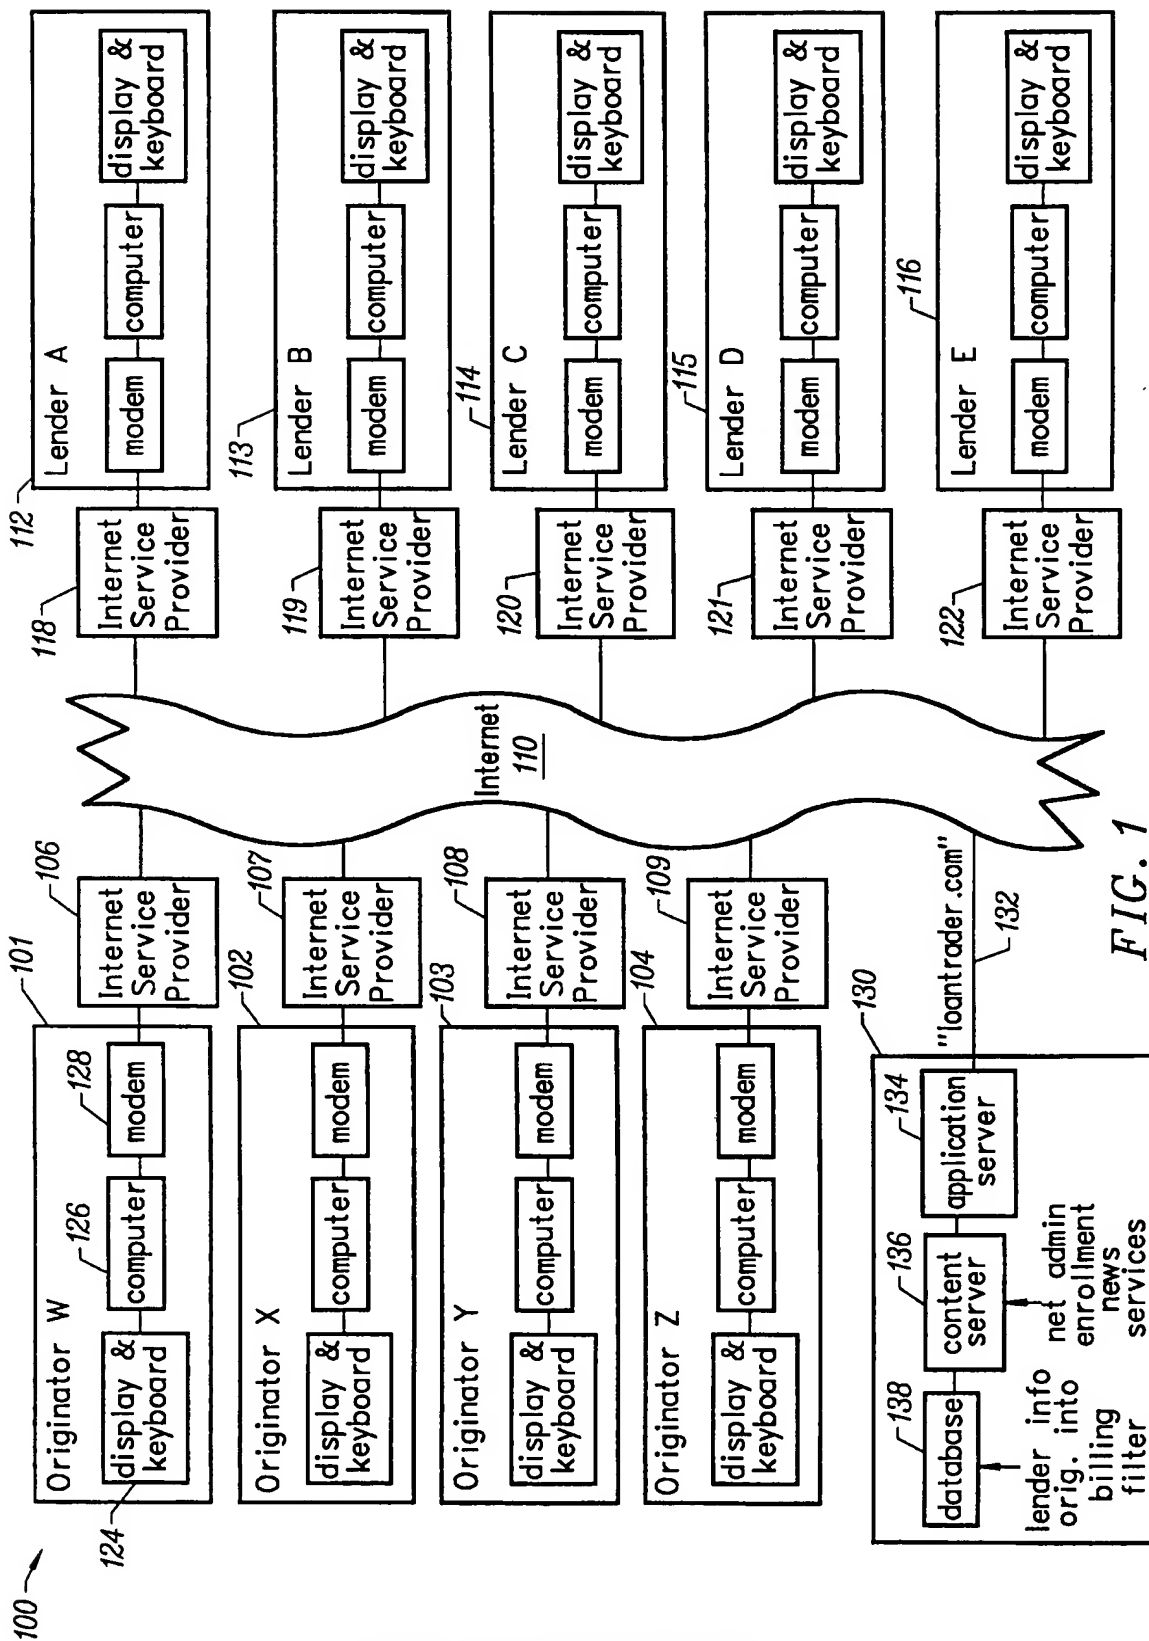 100
Originator W
101
display &
keyboard
124
computer
126
modem
128
Internet
Service
Provider
106
Originator X
102
display &
keyboard
computer
modem
Internet
Service
Provider
107
Originator Y
103
display &
keyboard
computer
modem
Internet
Service
Provider
108
Originator Z
104
display &
keyboard
computer
modem
Internet
Service
Provider
109
130
database
138
content
server
136
application
server
134
lender info
orig. into
billing
filter
net admin
enrollment
news
services
"loantrader.com"
132
Internet
110
118
Internet
Service
Provider
112
Lender A
modem
computer
display &
keyboard
119
Internet
Service
Provider
113
Lender B
modem
computer
display &
keyboard
120
Internet
Service
Provider
114
Lender C
modem
computer
display &
keyboard
121
Internet
Service
Provider
115
Lender D
modem
computer
display &
keyboard
122
Internet
Service
Provider
116
Lender E
modem
computer
display &
keyboard
FIG. 1